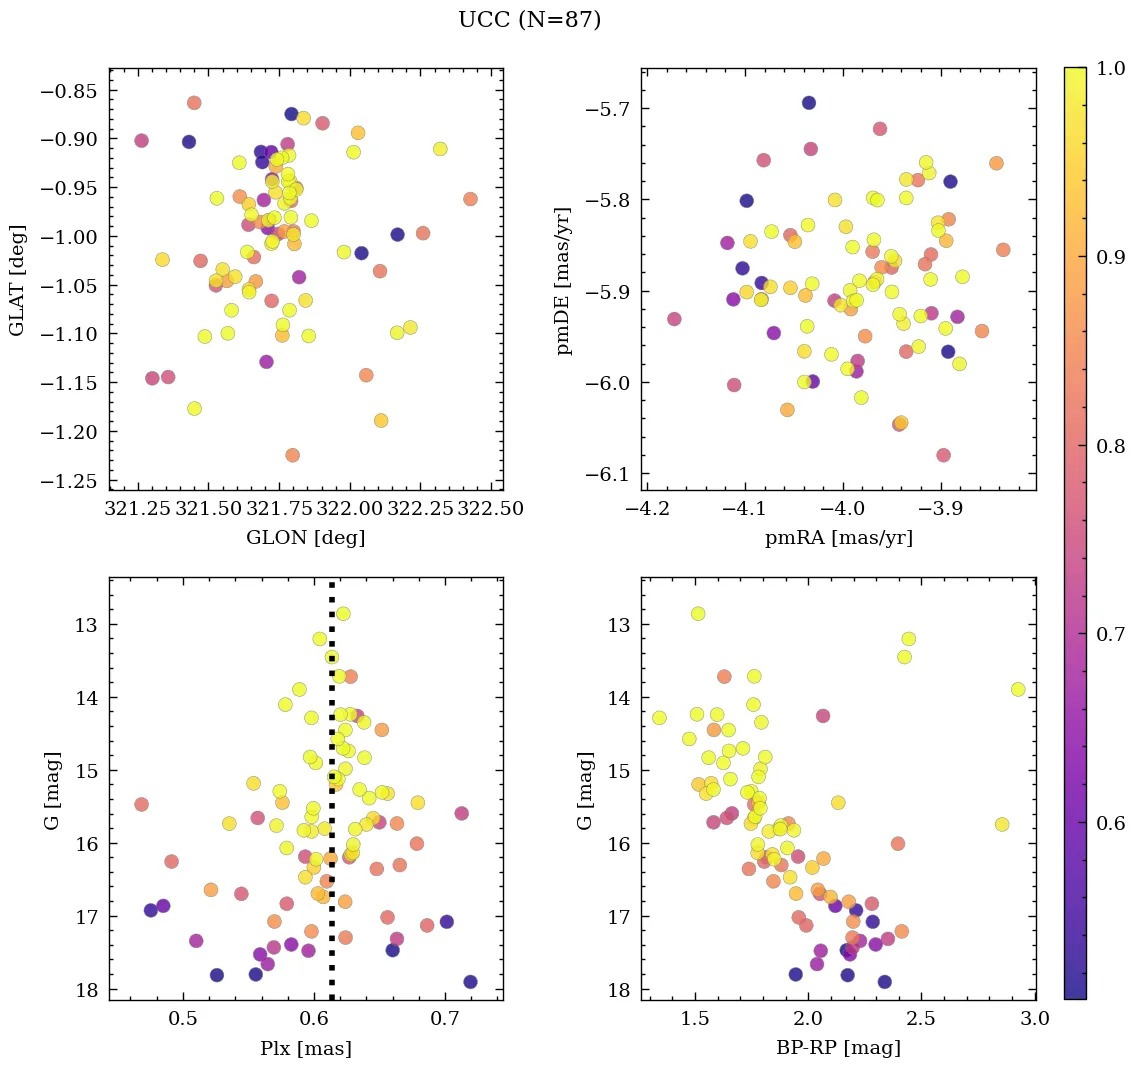 UCC (N=87)
−0.85
−0.90
−0.95
−1.00
−1.05
−1.10
−1.15
−1.20
−1.25
GLAT [deg]
321.25 321.50 321.75 322.00 322.25 322.50
GLON [deg]
−5.7
−5.8
−5.9
−6.0
−6.1
pmDE [mas/yr]
−4.2 −4.1 −4.0 −3.9
pmRA [mas/yr]
13
14
15
16
17
18
G [mag]
0.5 0.6 0.7
Plx [mas]
13
14
15
16
17
18
G [mag]
1.5 2.0 2.5 3.0
BP-RP [mag]
1.0
0.9
0.8
0.7
0.6